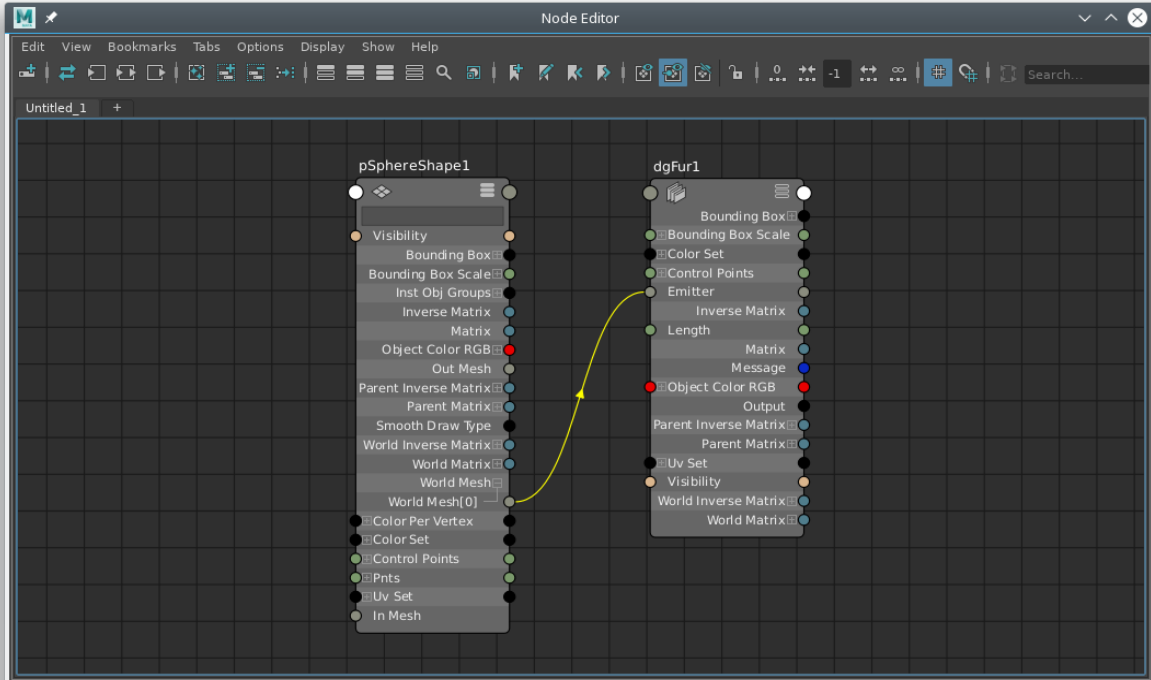 Node Editor
Edit View Bookmarks Tabs Options Display Show Help
0 -1 ∞ Search...
Untitled_1 +
pSphereShape1
Visibility
Bounding Box
Bounding Box Scale
Inst Obj Groups
Inverse Matrix
Matrix
Object Color RGB
Out Mesh
Parent Inverse Matrix
Parent Matrix
Smooth Draw Type
World Inverse Matrix
World Matrix
World Mesh
World Mesh[0]
Color Per Vertex
Color Set
Control Points
Pnts
Uv Set
In Mesh
dgFur1
Bounding Box
Bounding Box Scale
Color Set
Control Points
Emitter
Inverse Matrix
Length
Matrix
Message
Object Color RGB
Output
Parent Inverse Matrix
Parent Matrix
Uv Set
Visibility
World Inverse Matrix
World Matrix